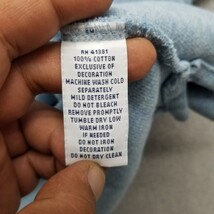 RN 41381
100% COTTON
EXCLUSIVE OF
DECORATION
MACHINE WASH COLD
SEPARATELY
MILD DETERGENT
DO NOT BLEACH
REMOVE PROMPTLY
TUMBLE DRY LOW
WARM IRON
IF NEEDED
DO NOT IRON
DECORATION
DO NOT DRY CLEAN